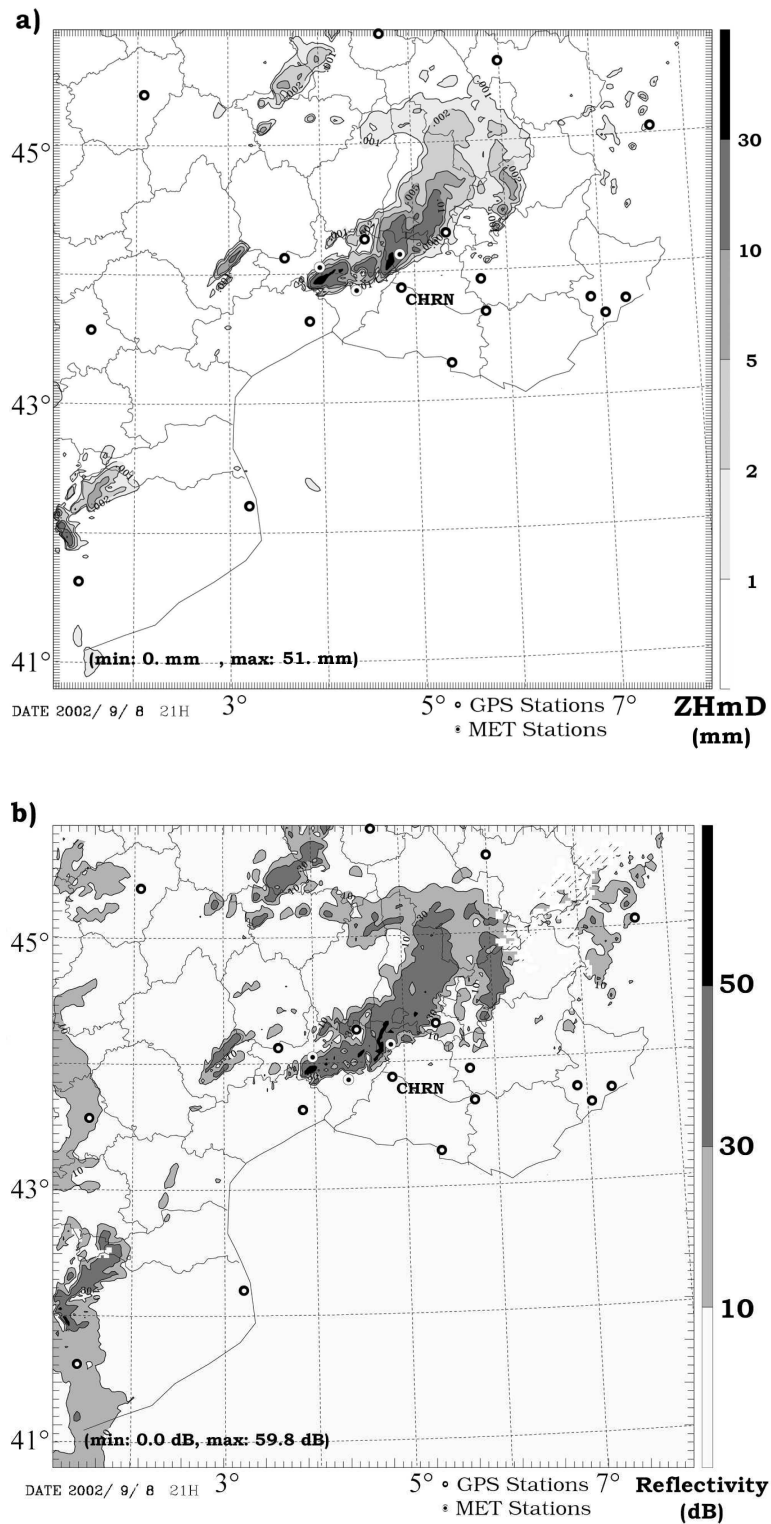 a)
45°
43°
41°
CHRN
30
10
5
2
1
(min: 0. mm , max: 51. mm)
DATE 2002/ 9/ 8 21H
3°
5°
7°
GPS Stations
MET Stations
ZHmD
(mm)
b)
45°
43°
41°
CHRN
50
30
10
(min: 0.0 dB, max: 59.8 dB)
DATE 2002/ 9/ 8 21H
3°
5°
7°
GPS Stations
MET Stations
Reflectivity
(dB)